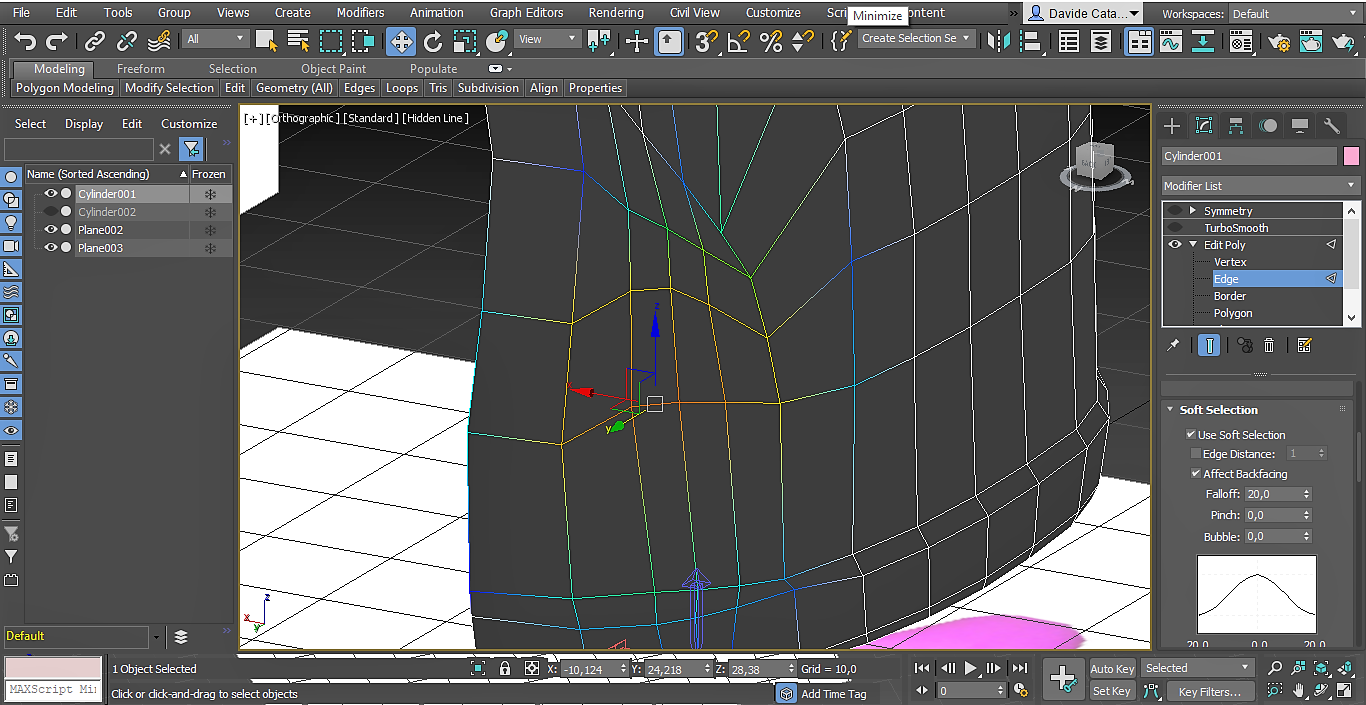 File Edit Tools Group Views Create Modifiers Animation Graph Editors Rendering Civil View Customize Minimize ontent » Davide Cata... Workspaces: Default
All View 3 Create Selection Se
Modeling Freeform Selection Object Paint Populate
Polygon Modeling Modify Selection Edit Geometry (All) Edges Loops Tris Subdivision Align Properties
Select Display Edit Customize
[+] [Orthographic] [Standard] [Hidden Line]
Name (Sorted Ascending) Frozen
Cylinder001
Cylinder002
Plane002
Plane003
z
y
x
z
y
Cylinder001
Modifier List
Symmetry
TurboSmooth
Edit Poly
Vertex
Edge
Border
Polygon
Soft Selection
Use Soft Selection
Edge Distance: 1
Affect Backfacing
Falloff: 20,0
Pinch: 0,0
Bubble: 0,0
20,0 0,0 20,0
Default
MAXScript Mi
1 Object Selected
X: -10,124 Y: 24,218 Z: 28,38 Grid = 10,0
Click or click-and-drag to select objects
Add Time Tag
0
Auto Key Selected
Set Key Key Filters...